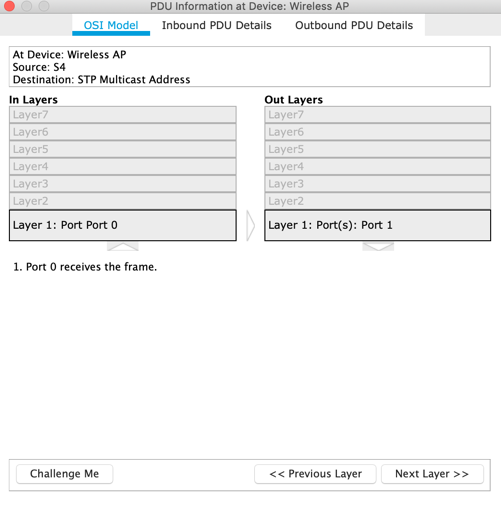 PDU Information at Device: Wireless AP
OSI Model Inbound PDU Details Outbound PDU Details
At Device: Wireless AP
Source: S4
Destination: STP Multicast Address
In Layers Out Layers
Layer7 Layer7
Layer6 Layer6
Layer5 Layer5
Layer4 Layer4
Layer3 Layer3
Layer2 Layer2
Layer 1: Port Port 0 Layer 1: Port(s): Port 1
1. Port 0 receives the frame.
Challenge Me << Previous Layer Next Layer >>